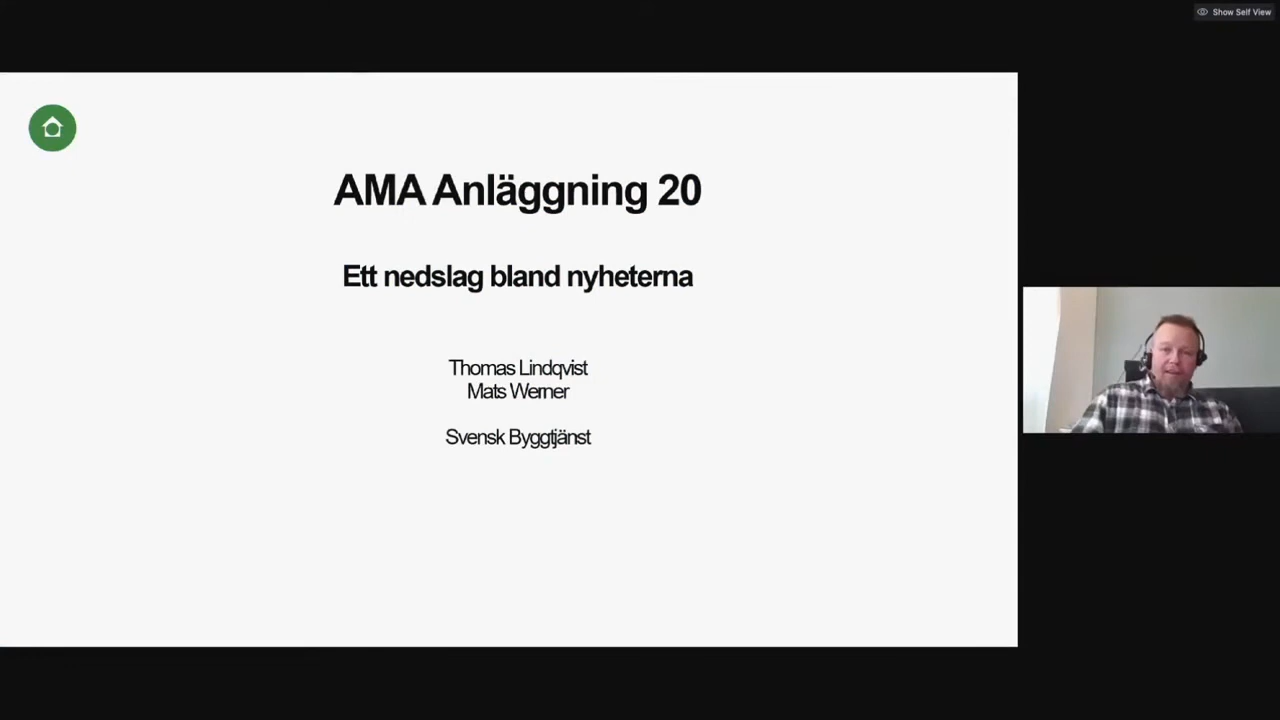 Show Self View
AMA Anläggning 20
Ett nedslag bland nyheterna
Thomas Lindqvist
Mats Werner
Svensk Byggtjänst